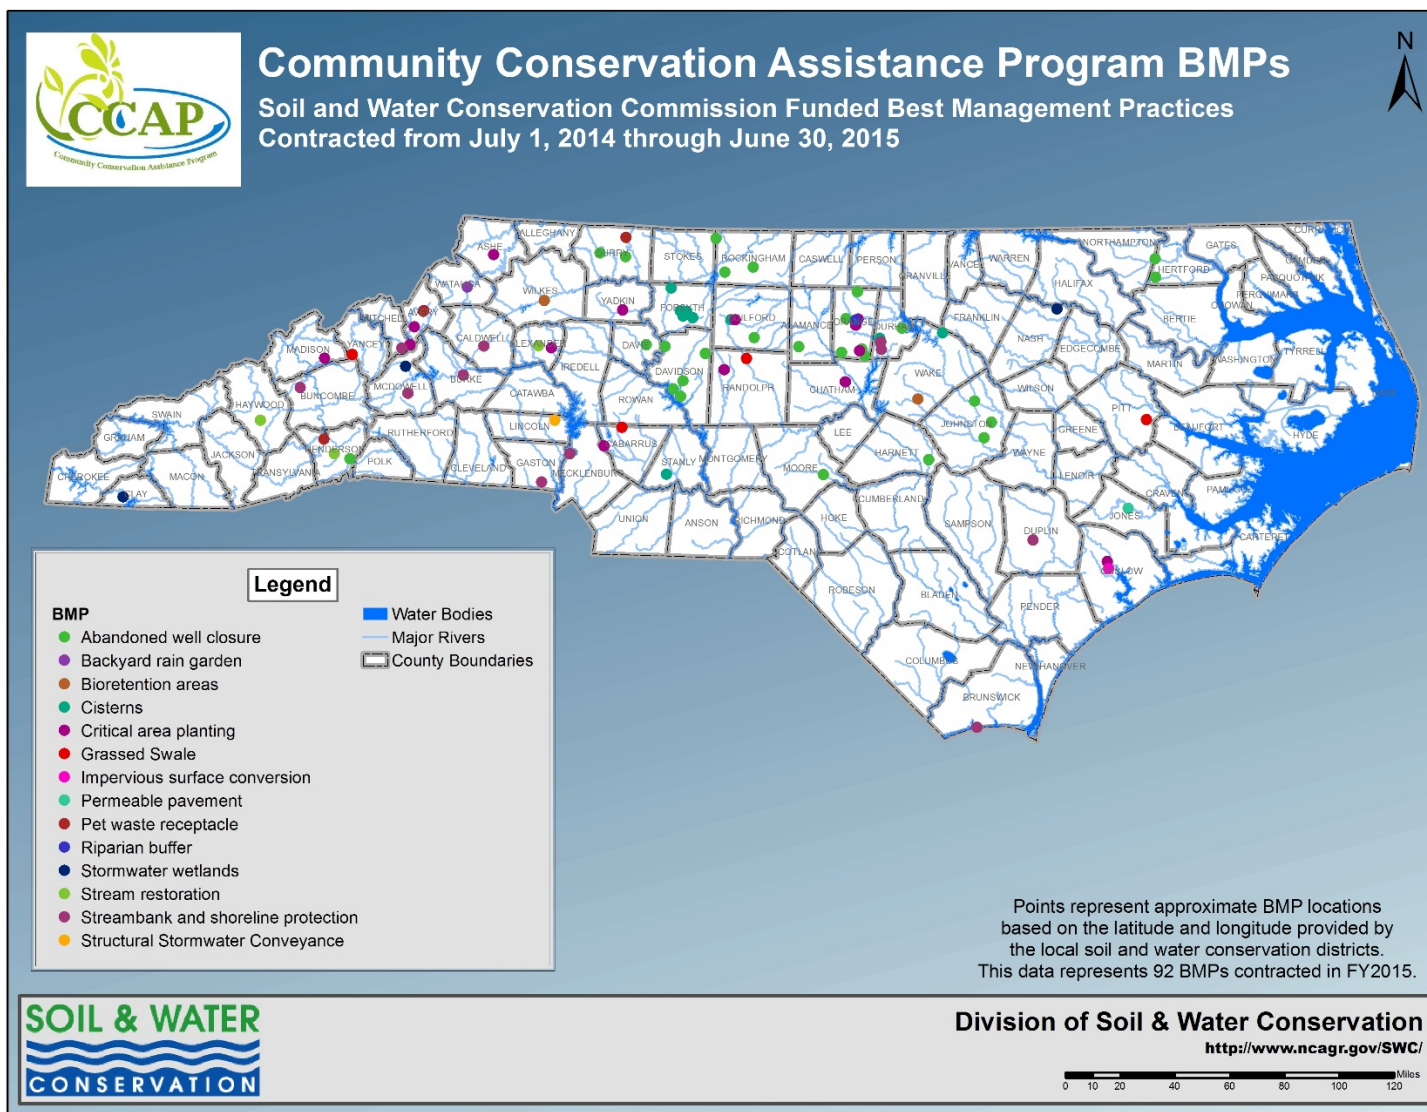 CCAP
Community Conservation Assistance Program
Community Conservation Assistance Program BMPs
Soil and Water Conservation Commission Funded Best Management Practices
Contracted from July 1, 2014 through June 30, 2015
N
ASHE
ALLEGHANY
SURRY
STOKES
ROCKINGHAM
CASWELL
PERSON
GRANVILLE
VANCE
WARREN
NORTHAMPTON
GATES
CURRITUCK
CAMDEN
PASQUOTANK
PERQUIMANS
CHOWAN
HERTFORD
HALIFAX
WATAUGA
WILKES
YADKIN
FORSYTH
GUILFORD
ALAMANCE
ORANGE
DURHAM
FRANKLIN
BERTIE
MITCHELL
AVERY
CALDWELL
ALEXANDER
DAVIE
IREDELL
NASH
EDGECOMBE
MARTIN
WASHINGTON
TYRRELL
MADISON
YANCEY
DAVIDSON
RANDOLPH
CHATHAM
WAKE
WILSON
PITT
BEAUFORT
HYDE
DARE
HAYWOOD
BUNCOMBE
MCDOWELL
BURKE
CATAWBA
ROWAN
JOHNSTON
GREENE
SWAIN
GRAHAM
JACKSON
HENDERSON
RUTHERFORD
LINCOLN
CABARRUS
LEE
HARNETT
WAYNE
LENOIR
CRAVEN
PAMLICO
CHEROKEE
CLAY
MACON
TRANSYLVANIA
POLK
CLEVELAND
GASTON
MECKLENBURG
STANLY
MONTGOMERY
MOORE
CUMBERLAND
SAMPSON
DUPLIN
JONES
CARTERET
UNION
ANSON
RICHMOND
HOKE
SCOTLAND
ROBESON
BLADEN
PENDER
ONSLOW
COLUMBUS
NEW HANOVER
BRUNSWICK
Legend
BMP
Abandoned well closure
Backyard rain garden
Bioretention areas
Cisterns
Critical area planting
Grassed Swale
Impervious surface conversion
Permeable pavement
Pet waste receptacle
Riparian buffer
Stormwater wetlands
Stream restoration
Streambank and shoreline protection
Structural Stormwater Conveyance
Water Bodies
Major Rivers
County Boundaries
Points represent approximate BMP locations
based on the latitude and longitude provided by
the local soil and water conservation districts.
This data represents 92 BMPs contracted in FY2015.
SOIL & WATER
CONSERVATION
Division of Soil & Water Conservation
http://www.ncagr.gov/SWC/
Miles
0 10 20 40 60 80 100 120